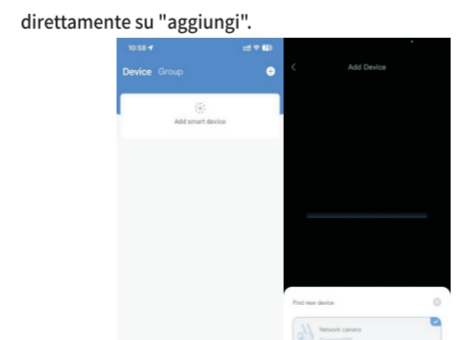 direttamente su "aggiungi".
10:58
Device Group
Add Device
Add smart device
Find new device
Network camera